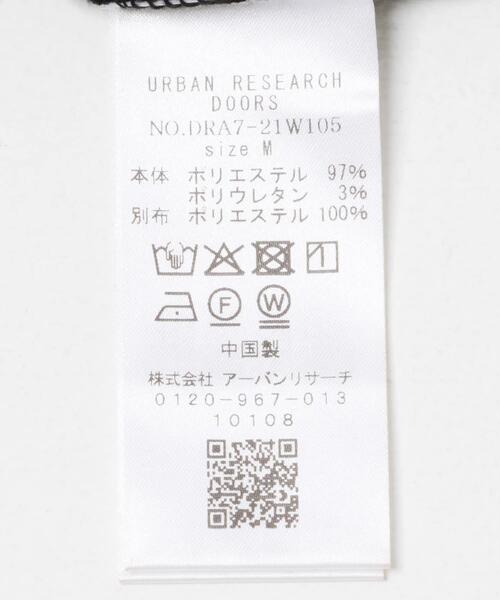 URBAN RESEARCH
DOORS
NO.DRA7-21W105
size M
本体 ポリエステル 97%
ポリウレタン 3%
別布 ポリエステル 100%
F W
中国製
株式会社 アーバンリサーチ
0120-967-013
10108